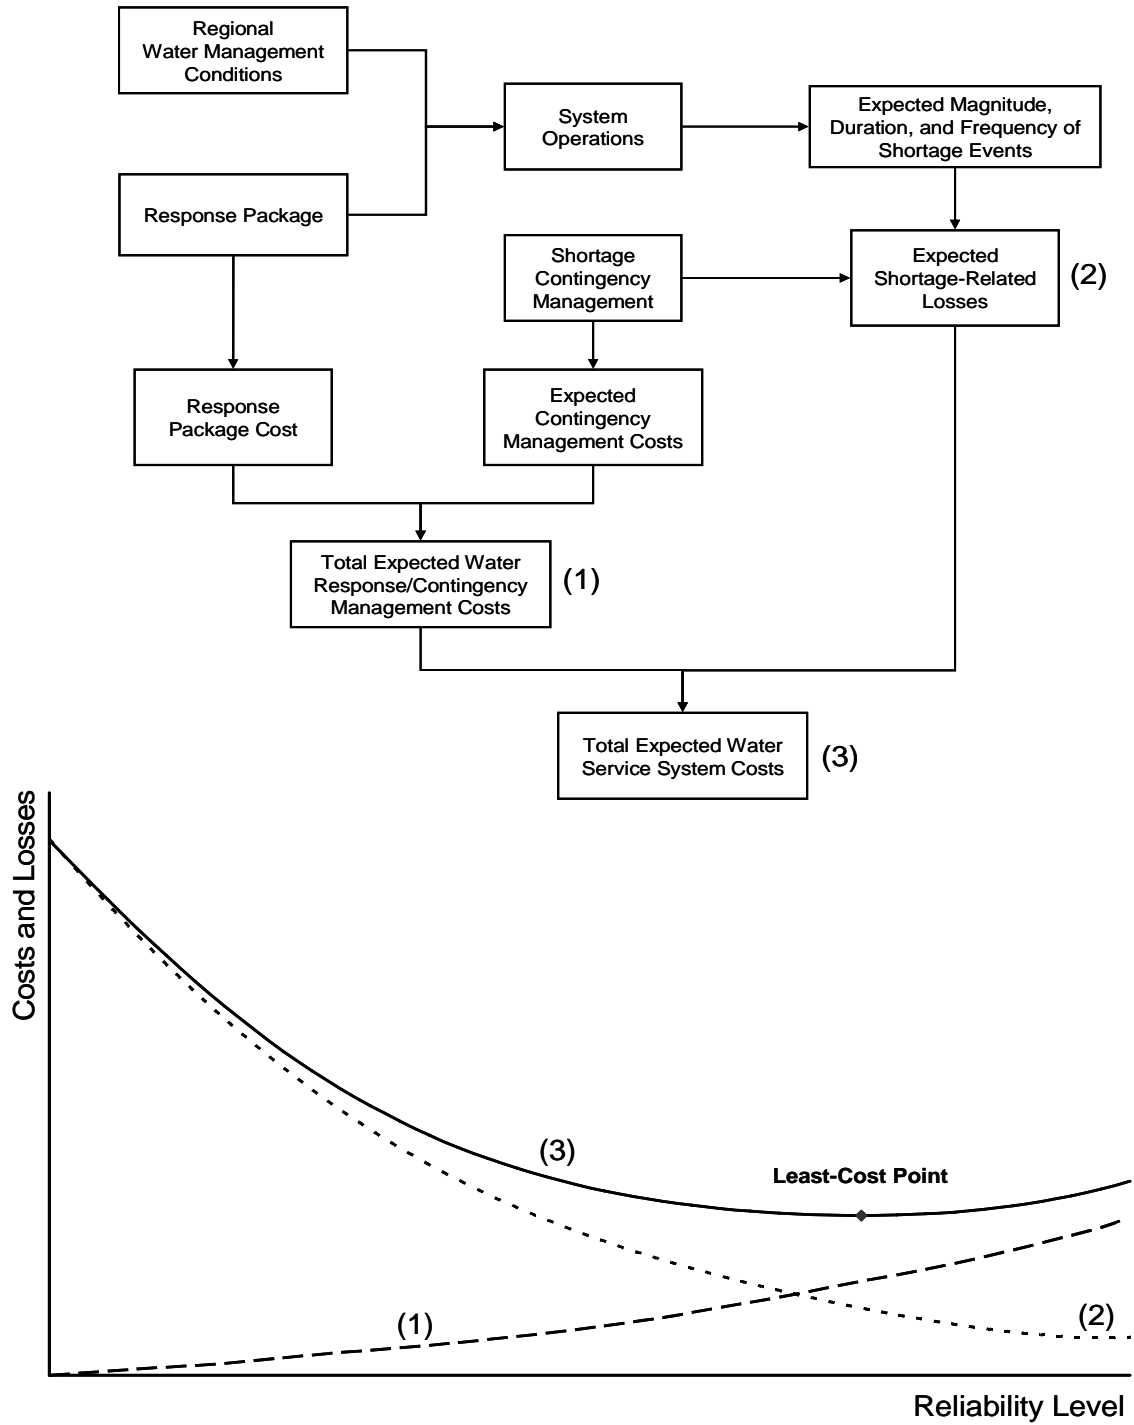 Regional
Water Management
Conditions
System
Operations
Expected Magnitude,
Duration, and Frequency of
Shortage Events
Response Package
Shortage
Contingency
Management
Expected
Shortage-Related
Losses
(2)
Response
Package Cost
Expected
Contingency
Management Costs
Total Expected Water
Response/Contingency
Management Costs
(1)
Total Expected Water
Service System Costs
(3)
Costs and Losses
(3)
Least-Cost Point
(1)
(2)
Reliability Level